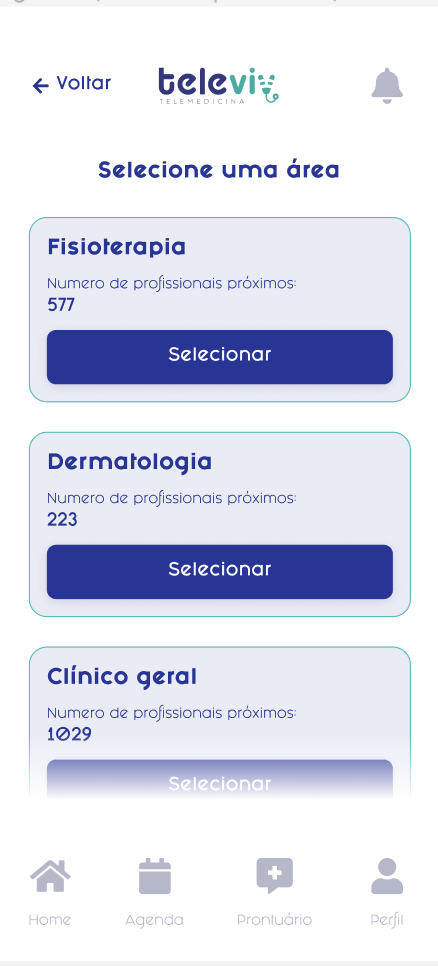 Voltar
televiv
TELEMEDICINA
Selecione uma área
Fisioterapia
Numero de profissionais próximos:
577
Selecionar
Dermatologia
Numero de profissionais próximos:
223
Selecionar
Clínico geral
Numero de profissionais próximos:
1029
Selecionar
Home
Agenda
Prontuário
Perfil